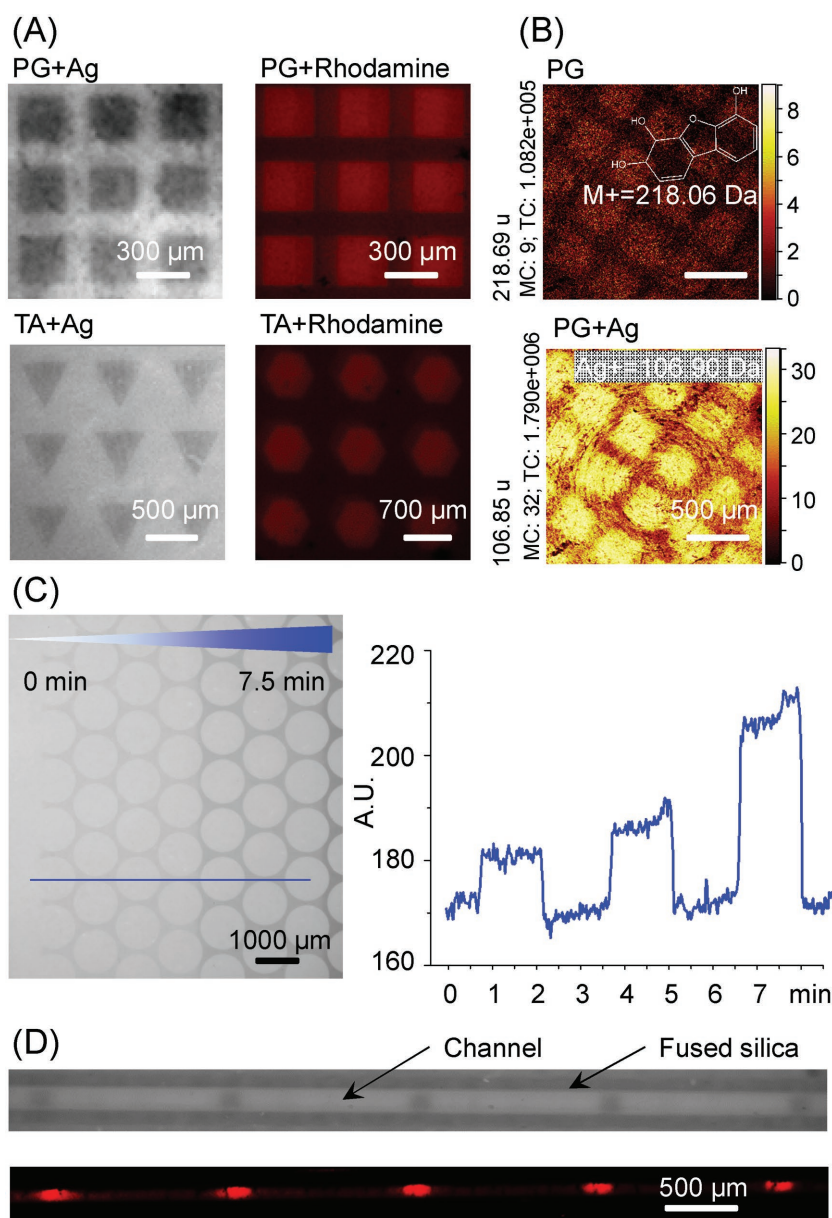 (A)
PG+Ag
PG+Rhodamine
300 µm
300 µm
TA+Ag
TA+Rhodamine
500 µm
700 µm
(B)
PG
218.69 u
MC: 9; TC: 1.082e+005
HO
HO
O
OH
M+=218.06 Da
8
6
4
2
0
PG+Ag
106.85 u
MC: 32; TC: 1.790e+006
500 µm
30
20
10
0
(C)
0 min
7.5 min
1000 µm
A.U.
220
200
180
160
0 1 2 3 4 5 6 7 min
(D)
Channel
Fused silica
500 µm